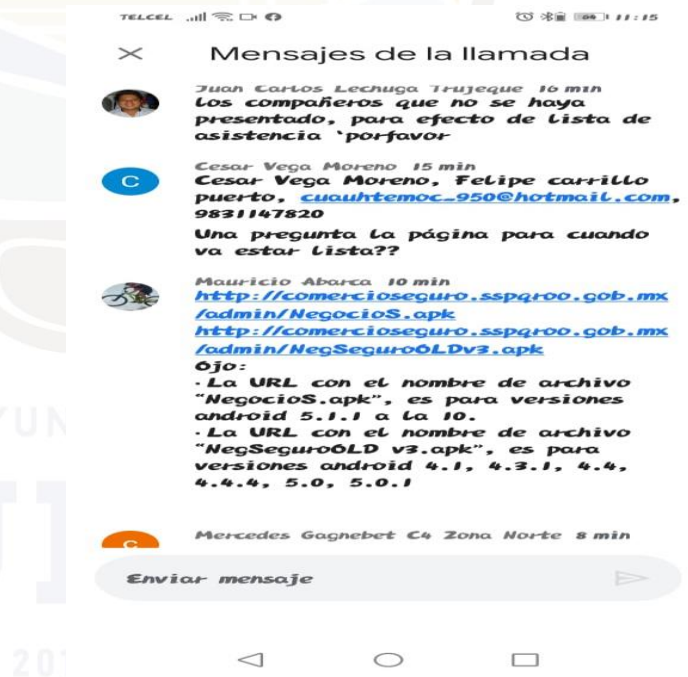 TELCEL 11:15
Mensajes de la llamada
Juan Carlos Lechuga Trujeque 16 min
Los compañeros que no se haya
presentado, para efecto de lista de
asistencia `porfavor
C
Cesar Vega Moreno 15 min
Cesar Vega Moreno, Felipe carrillo
puerto, cuauhtemoc_950@hotmail.com,
9831147820
Una pregunta la página para cuando
va estar lista??
Mauricio Abarca 10 min
http://comercioseguro.sspqroo.gob.mx
/admin/NegocioS.apk
http://comercioseguro.sspqroo.gob.mx
/admin/NegSeguroOLDv3.apk
Ojo:
·La URL con el nombre de archivo
"NegocioS.apk", es para versiones
android 5.1.1 a la 10.
·La URL con el nombre de archivo
"NegSeguroOLD v3.apk", es para
versiones android 4.1, 4.3.1, 4.4,
4.4.4, 5.0, 5.0.1
Mercedes Gagnebet C4 Zona Norte 8 min
Enviar mensaje
YUN
201